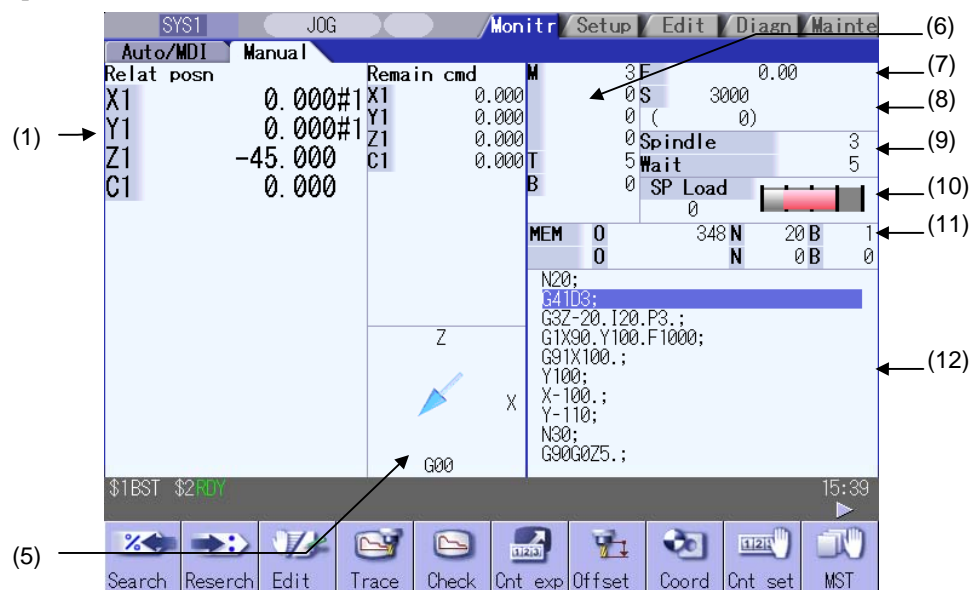 SYS1 JOG Monitr Setup Edit Diagn Mainte
(6)
Auto/MDI Manual
Relat posn
X1 0.000#1
Y1 0.000#1
Z1 -45.000
C1 0.000
(1)
Remain cmd
X1 0.000
Y1 0.000
Z1 0.000
C1 0.000
M 3
0
0
0
T 5
B 0
F 0.00
(7)
S 3000
( 0)
(8)
Spindle 3
Wait 5
(9)
SP Load
0
(10)
MEM O 348 N 20 B 1
O N 0 B 0
(11)
N20;
G41D3;
G3Z-20.I20.P3.;
G1X90.Y100.F1000;
G91X100.;
Y100;
X-100.;
Y-110;
N30;
G90G0Z5.;
(12)
Z
X
G00
(5)
$1BST $2RDY 15:39
Search Reserch Edit Trace Check Cnt exp Offset Coord Cnt set MST